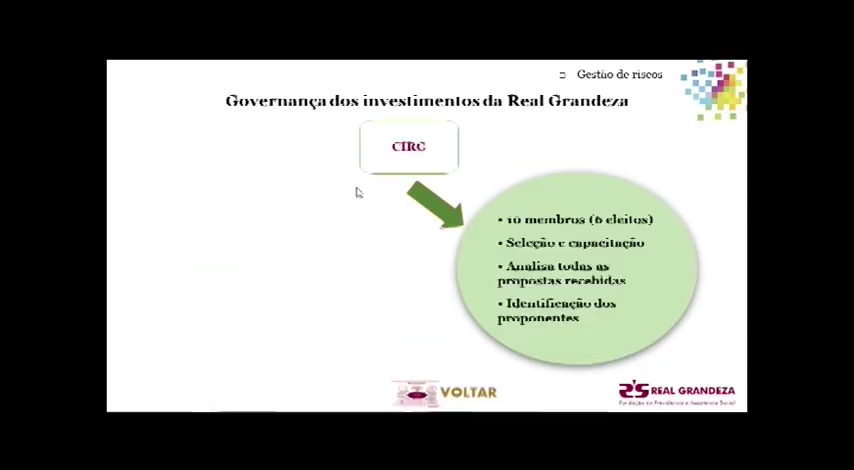 Gestão de riscos
Governança dos investimentos da Real Grandeza
CIRG
• 10 membros (6 eleitos)
• Seleção e capacitação
• Analisa todas as
propostas recebidas
• Identificação dos
proponentes
VOLTAR
REAL GRANDEZA
Fundação de Previdência e Assistência Social